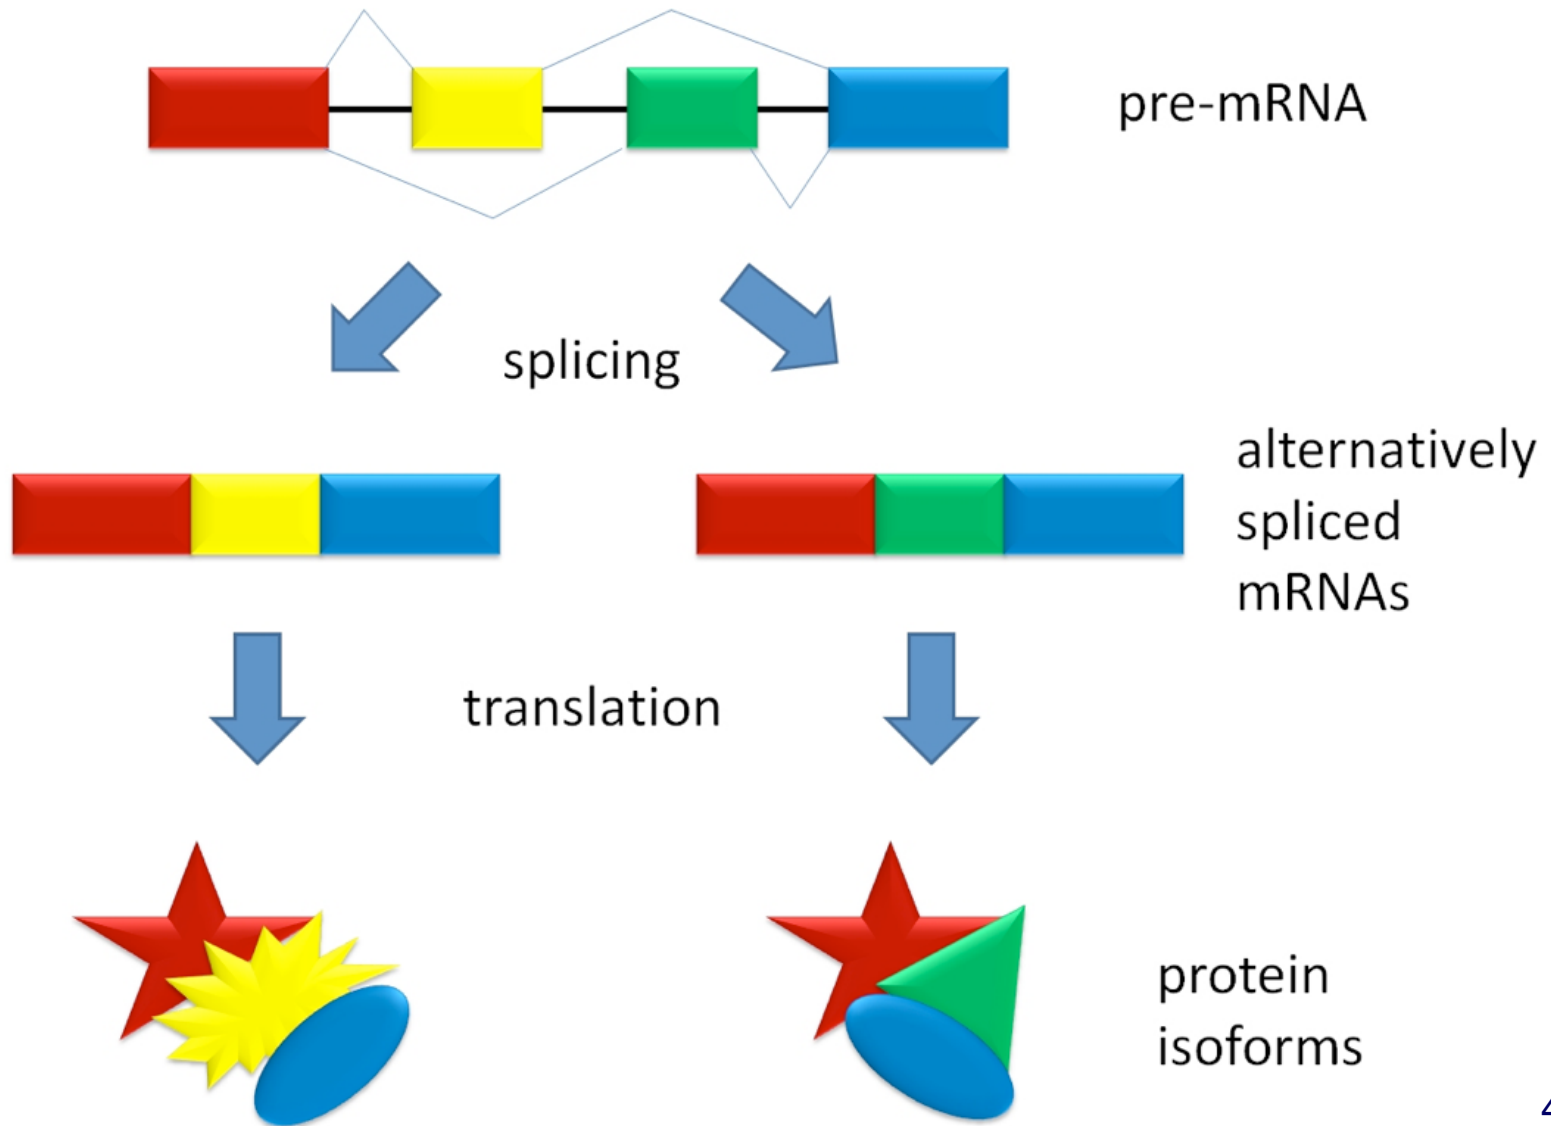 pre-mRNA
splicing
alternatively
spliced
mRNAs
translation
protein
isoforms